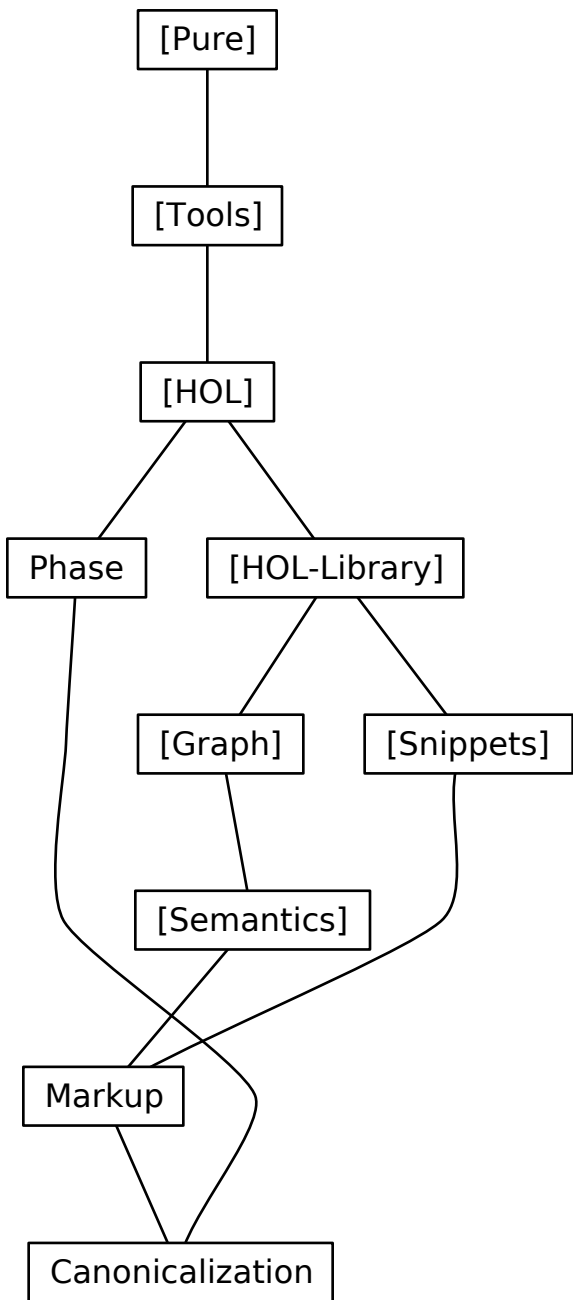 [Pure]
[Tools]
[HOL]
Phase
[HOL-Library]
[Graph]
[Snippets]
[Semantics]
Markup
Canonicalization